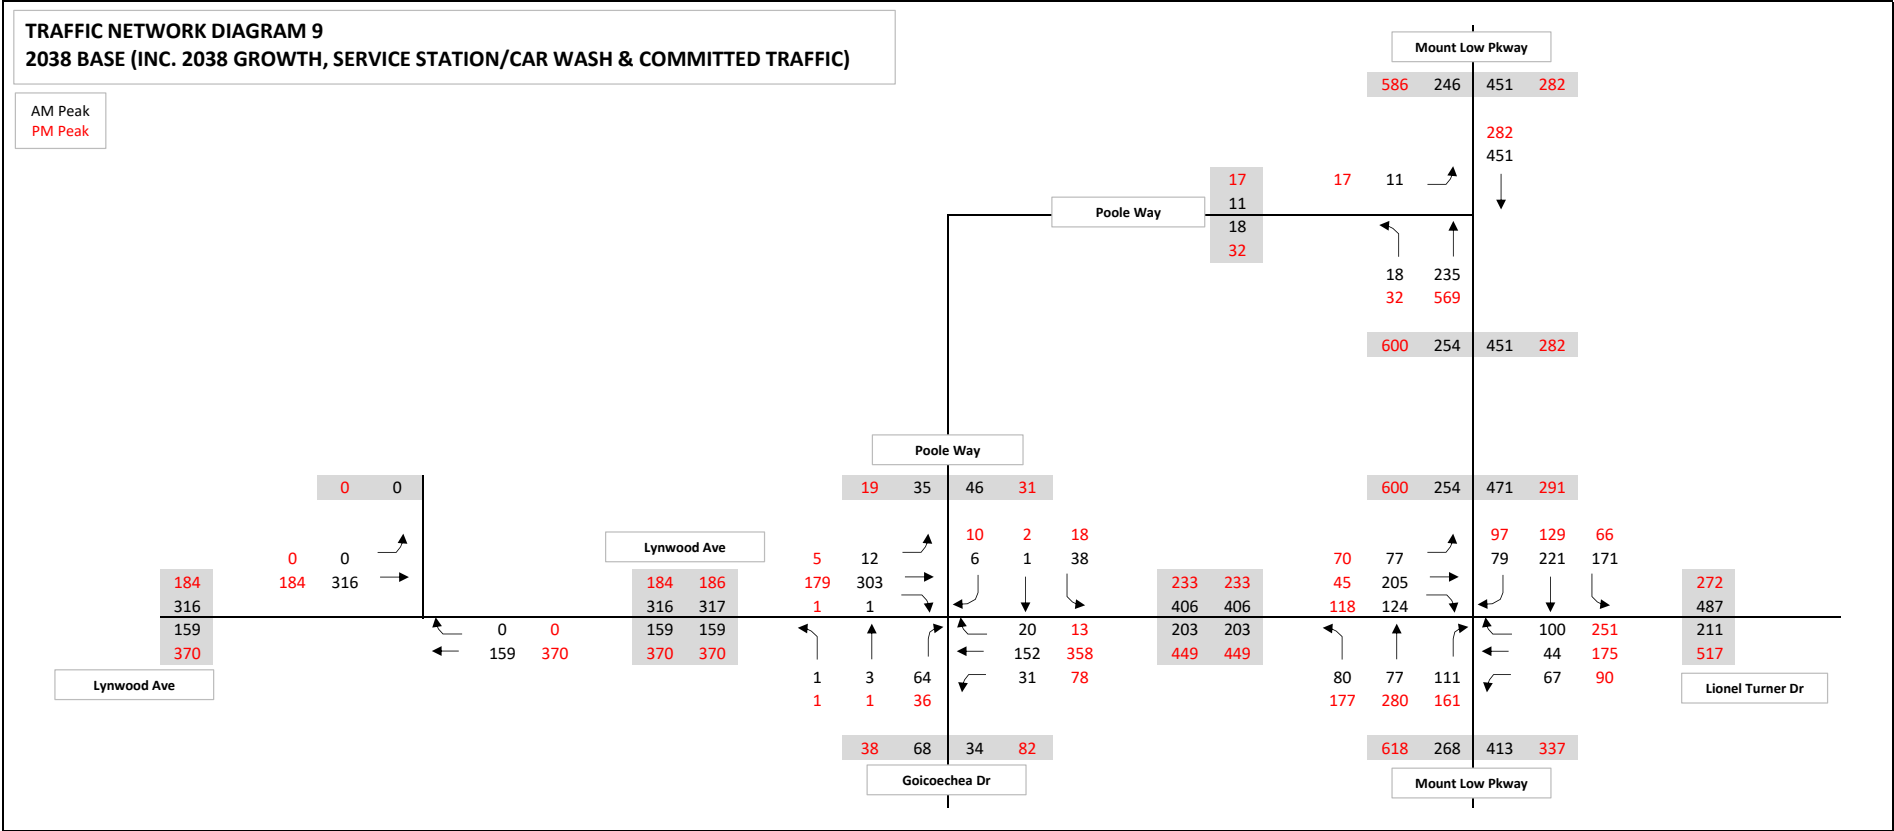 TRAFFIC NETWORK DIAGRAM 9
2038 BASE (INC. 2038 GROWTH, SERVICE STATION/CAR WASH & COMMITTED TRAFFIC)
AM Peak
PM Peak
Mount Low Pkway
586 246 451 282
282
451
17 17 11
11
Poole Way
18
32
18 235
32 569
600 254 451 282
Poole Way
0 0
19 35 46 31
600 254 471 291
Lynwood Ave
10 2 18
97 129 66
0 0
5 12
6 1 38
70 77
79 221 171
184 184 316
184 186
179 303
233 233
45 205
272
316
316 317
1 1
406 406
118 124
487
159
0 0
159 159
20 13
203 203
100 251
211
370
159 370
370 370
152 358
449 449
44 175
517
Lynwood Ave
1 3 64
31 78
80 77 111
67 90
Lionel Turner Dr
1 1 36
177 280 161
38 68 34 82
618 268 413 337
Goicoechea Dr
Mount Low Pkway